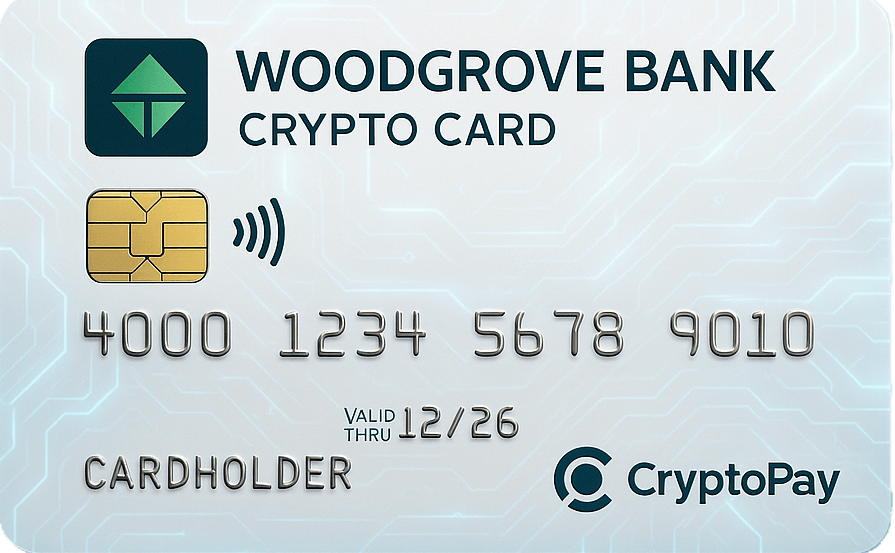 WOODGROVE BANK
CRYPTO CARD
4000 1234 5678 9010
VALID
THRU 12/26
CARDHOLDER
CryptoPay